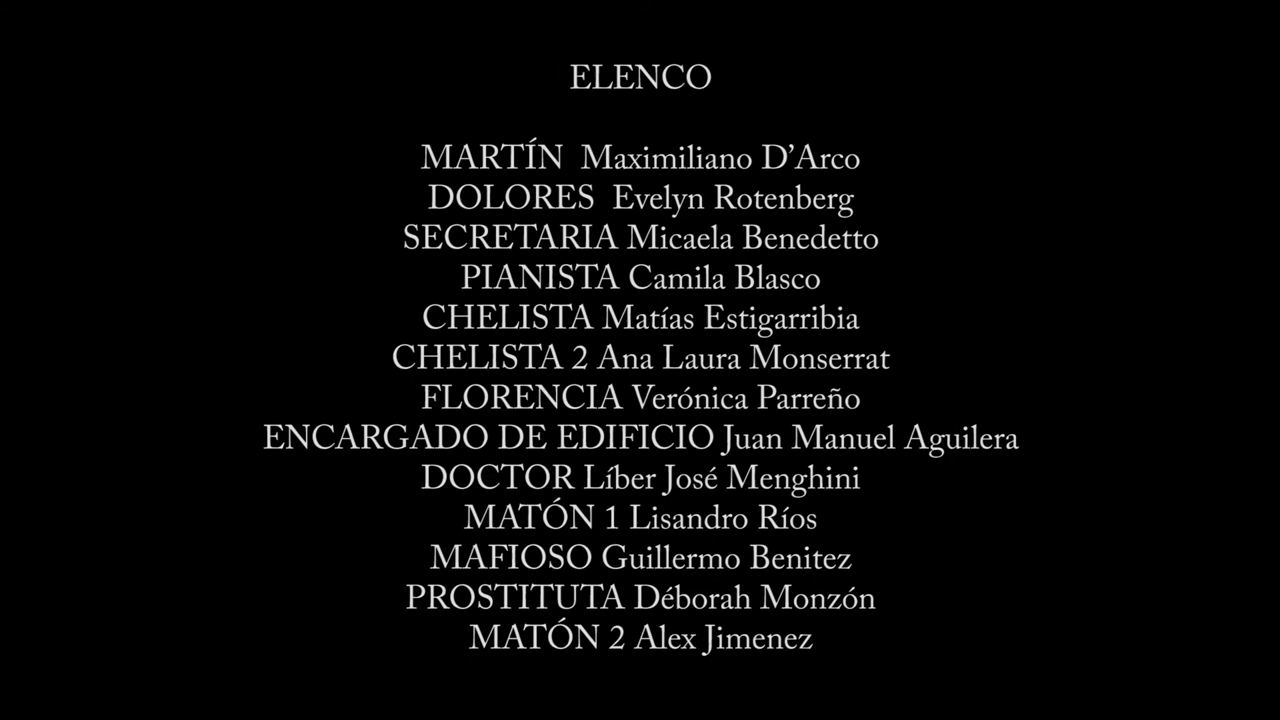 ELENCO
MARTÍN Maximiliano D’Arco
DOLORES Evelyn Rotenberg
SECRETARIA Micaela Benedetto
PIANISTA Camila Blasco
CHELISTA Matías Estigarribia
CHELISTA 2 Ana Laura Monserrat
FLORENCIA Verónica Parreño
ENCARGADO DE EDIFICIO Juan Manuel Aguilera
DOCTOR Líber José Menghini
MATÓN 1 Lisandro Ríos
MAFIOSO Guillermo Benitez
PROSTITUTA Déborah Monzón
MATÓN 2 Alex Jimenez